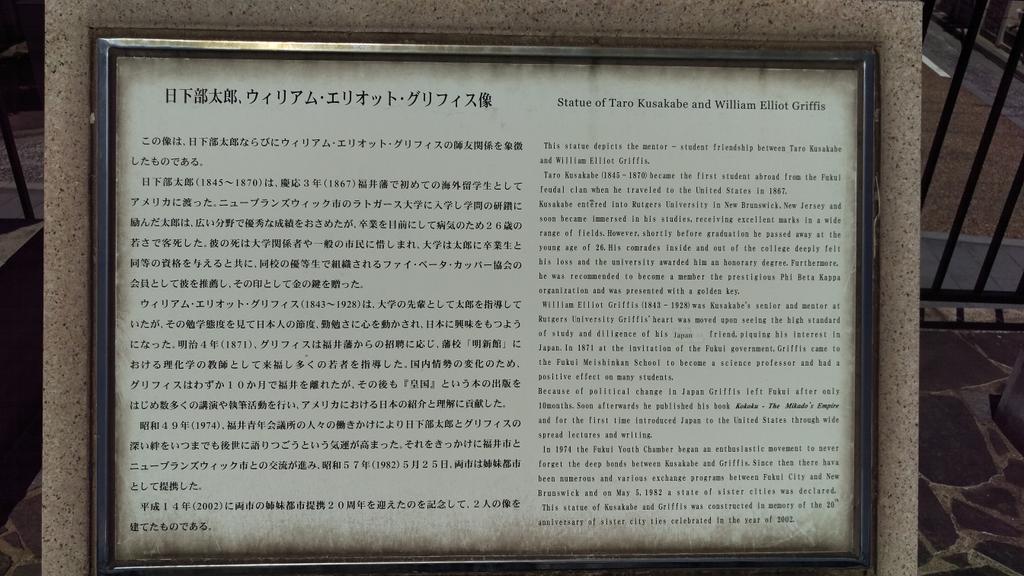 日下部太郎、ウィリアム・エリオット・グリフィス像
この像は、日下部太郎ならびにウィリアム・エリオット・グリフィスの師友関係を象徴
したものである。
日下部太郎(1845～1870)は、慶応３年(1867)福井藩で初めての海外留学生として
アメリカに渡った。ニューブランズウィック市のラトガース大学に入学し学問の研鑽に
励んだ太郎は、広い分野で優秀な成績をおさめたが、卒業を目前にして病気のため２６歳の
若さで客死した。彼の死は大学関係者や一般の市民に惜しまれ、大学は太郎に卒業生と
同等の資格を与えると共に、同校の優等生で組織されるファイ・ベータ・カッパー協会の
会員として彼を推薦し、その印として金の鍵を贈った。
ウィリアム・エリオット・グリフィス(1843～1928)は、大学の先輩として太郎を指導して
いたが、その勉学態度を見て日本人の節度、勤勉さに心を動かされ、日本に興味をもつよう
になった。明治４年(1871)、グリフィスは福井藩からの招聘に応じ、藩校「明新館」に
おける理化学の教師として来福し多くの若者を指導した。国内情勢の変化のため、
グリフィスはわずか１０か月で福井を離れたが、その後も『皇国』という本の出版を
はじめ数多くの講演や執筆活動を行い、アメリカにおける日本の紹介と理解に貢献した。
昭和４９年(1974)、福井青年会議所の人々の働きかけにより日下部太郎とグリフィスの
深い絆をいつまでも後世に語りつごうという気運が高まった。それをきっかけに福井市と
ニューブランズウィック市との交流が進み、昭和５７年(1982)５月２５日、両市は姉妹都市
として提携した。
平成１４年(2002)に両市の姉妹都市提携２０周年を迎えたのを記念して、２人の像を
建てたものである。
Statue of Taro Kusakabe and William Elliot Griffis
This statue depicts the mentor - student friendship between Taro Kusakabe
and William Elliot Griffis.
Taro Kusakabe (1845 - 1870) became the first student abroad from the Fukui
feudal clan when he traveled to the United States in 1867.
Kusakabe entered into Rutgers University in New Brunswick, New Jersey and
soon became immersed in his studies, receiving excellent marks in a wide
range of fields. However, shortly before graduation he passed away at the
young age of 26. His comrades inside and out of the college deeply felt
his loss and the university awarded him an honorary degree. Furthermore,
he was recommended to become a member the prestigious Phi Beta Kappa
organization and was presented with a golden key.
William Elliot Griffis (1843 - 1928) was Kusakabe's senior and mentor at
Rutgers University Griffis' heart was moved upon seeing the high standard
of study and diligence of his Japan friend, piquing his interest in
Japan. In 1871 at the invitation of the Fukui government, Griffis came to
the Fukui Meishinkan School to become a science professor and had a
positive effect on many students.
Because of political change in Japan Griffis left Fukui after only
10months. Soon afterwards he published his book Kokoku - The Mikado's Empire
and for the first time introduced Japan to the United States through wide
spread lectures and writing.
In 1974 the Fukui Youth Chamber began an enthusiastic movement to never
forget the deep bonds between Kusakabe and Griffis. Since then there hava
been numerous and various exchange programs between Fukui City and New
Brunswick and on May 5, 1982 a state of sister cities was declared.
This statue of Kusakabe and Griffis was constructed in memory of the 20th
anniversary of sister city ties celebrated in the year of 2002.